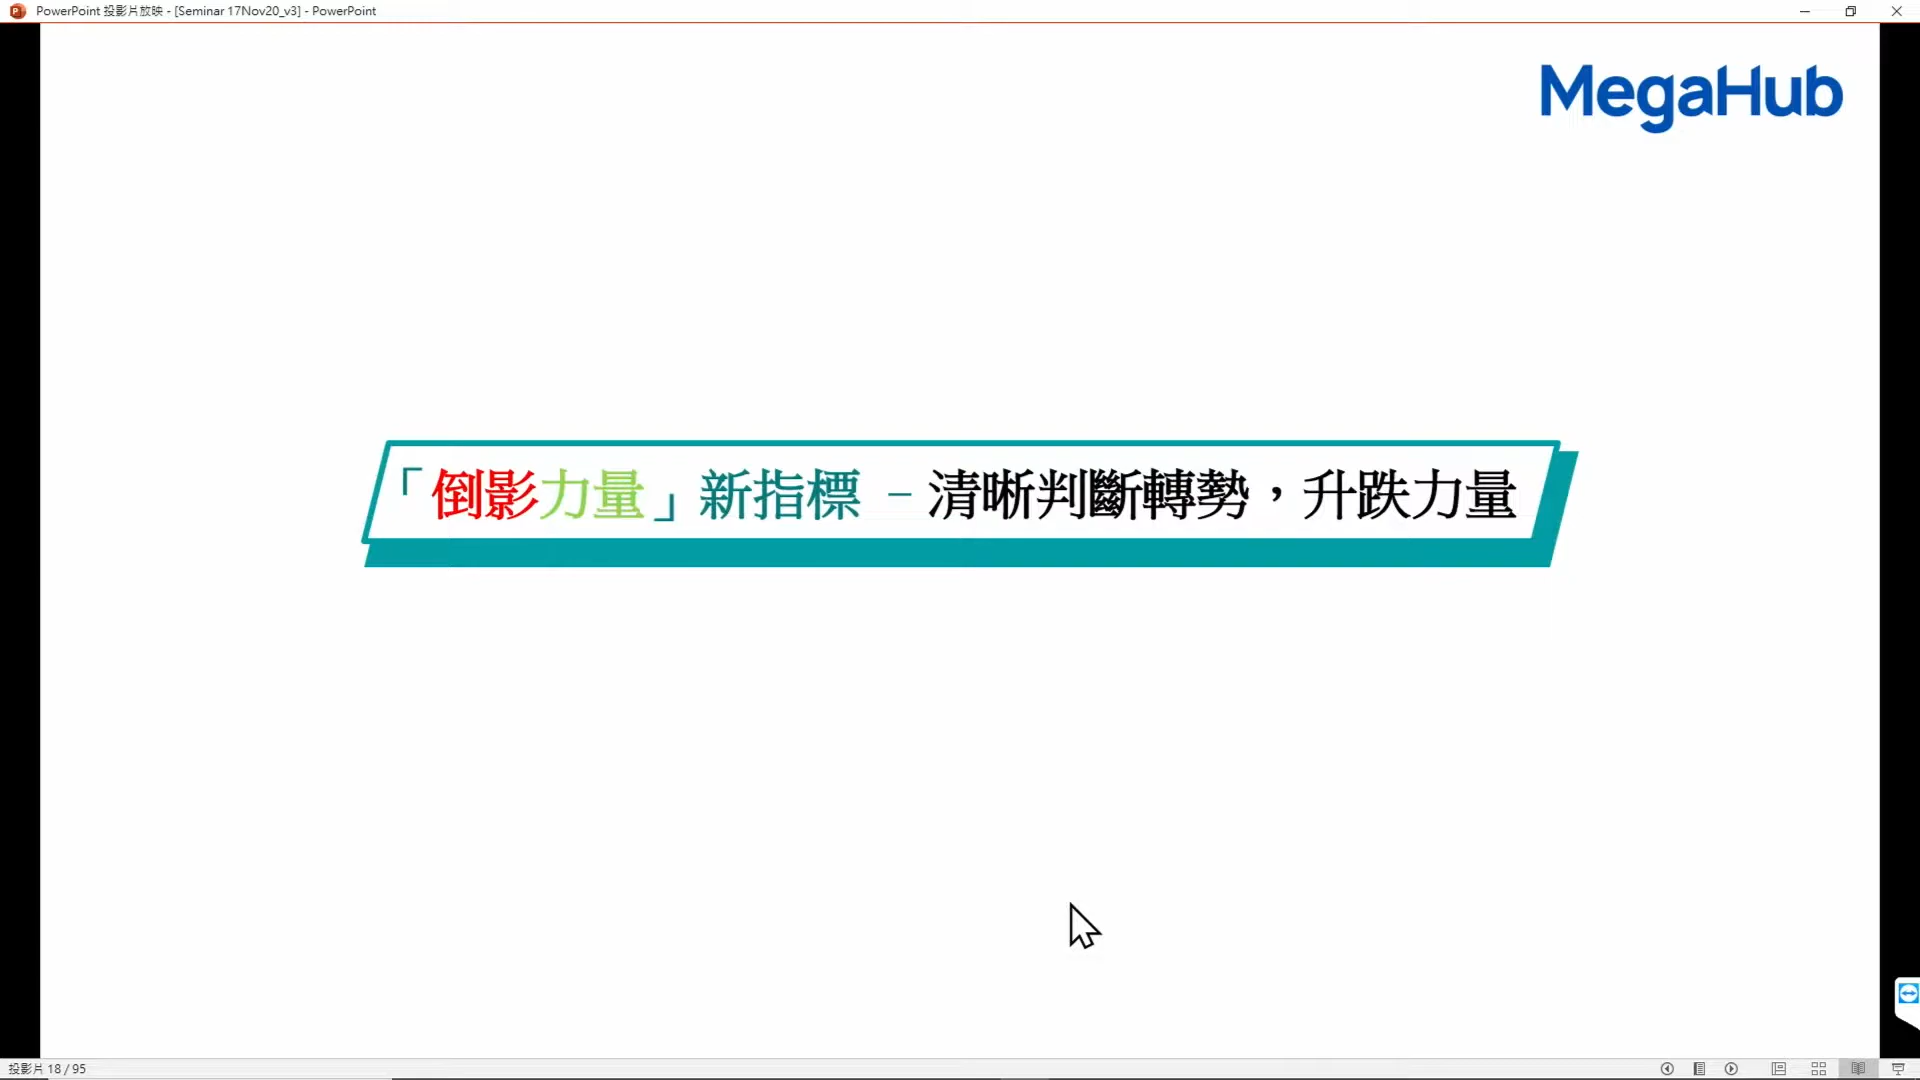 PowerPoint 投影片放映 - [Seminar 17Nov20_v3] - PowerPoint
MegaHub
「倒影力量」新指標 – 清晰判斷轉勢，升跌力量
投影片 18 / 95